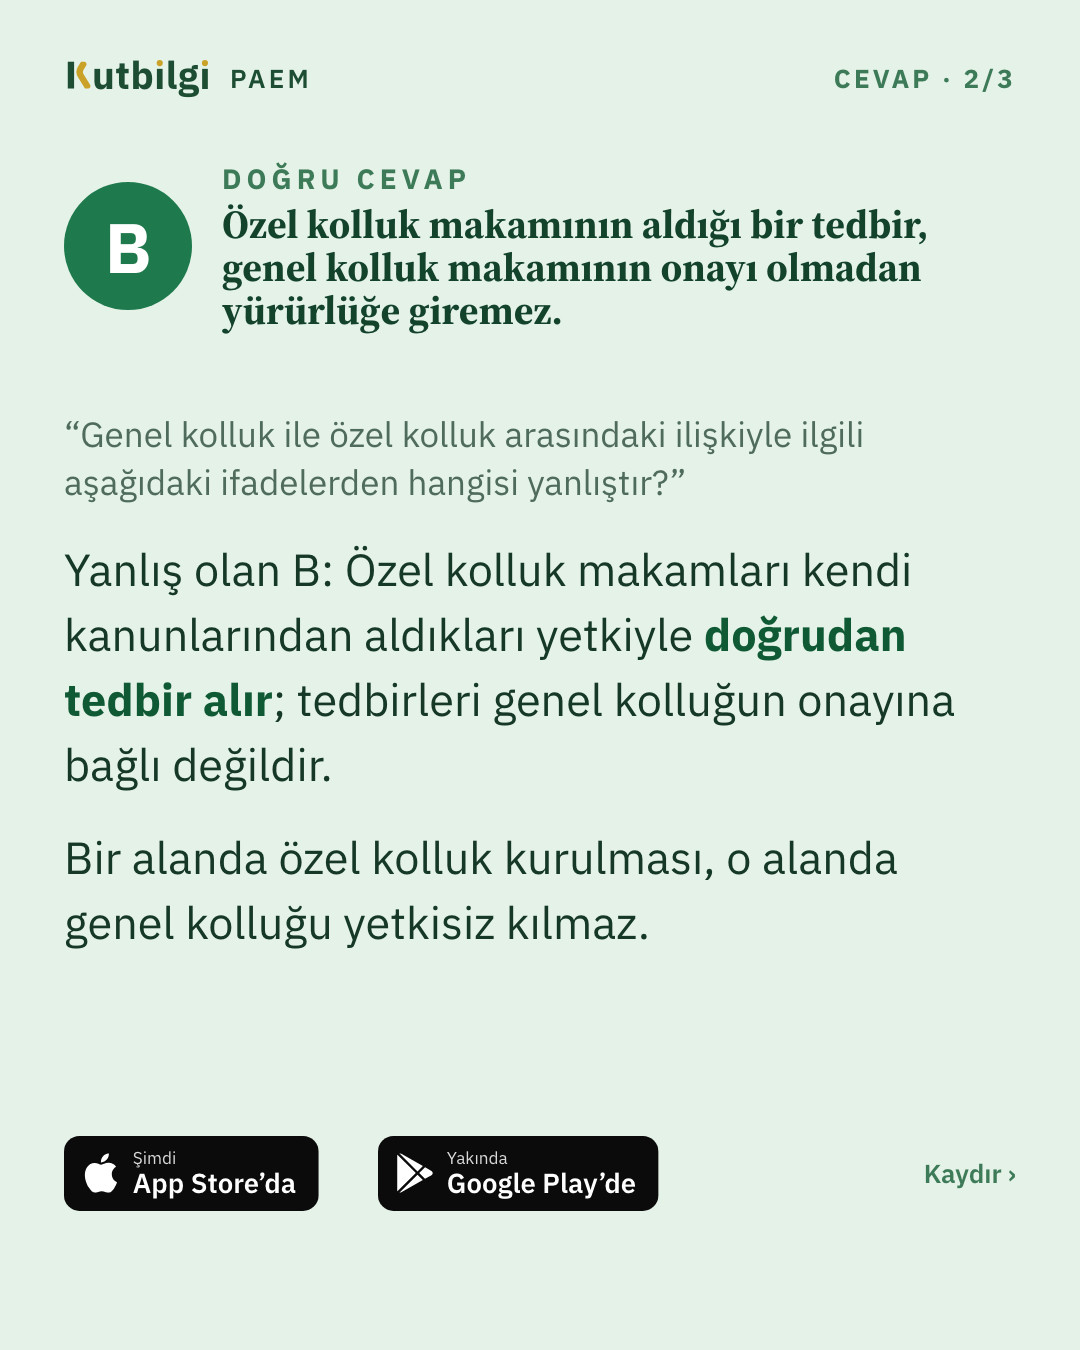 Kutbilgi PAEM
CEVAP · 2/3
B
DOĞRU CEVAP
Özel kolluk makamının aldığı bir tedbir,
genel kolluk makamının onayı olmadan
yürürlüğe giremez.
“Genel kolluk ile özel kolluk arasındaki ilişkiyle ilgili
aşağıdaki ifadelerden hangisi yanlıştır?”
Yanlış olan B: Özel kolluk makamları kendi
kanunlarından aldıkları yetkiyle doğrudan
tedbir alır; tedbirleri genel kolluğun onayına
bağlı değildir.
Bir alanda özel kolluk kurulması, o alanda
genel kolluğu yetkisiz kılmaz.
Şimdi
App Store’da
Yakında
Google Play’de
Kaydır ›